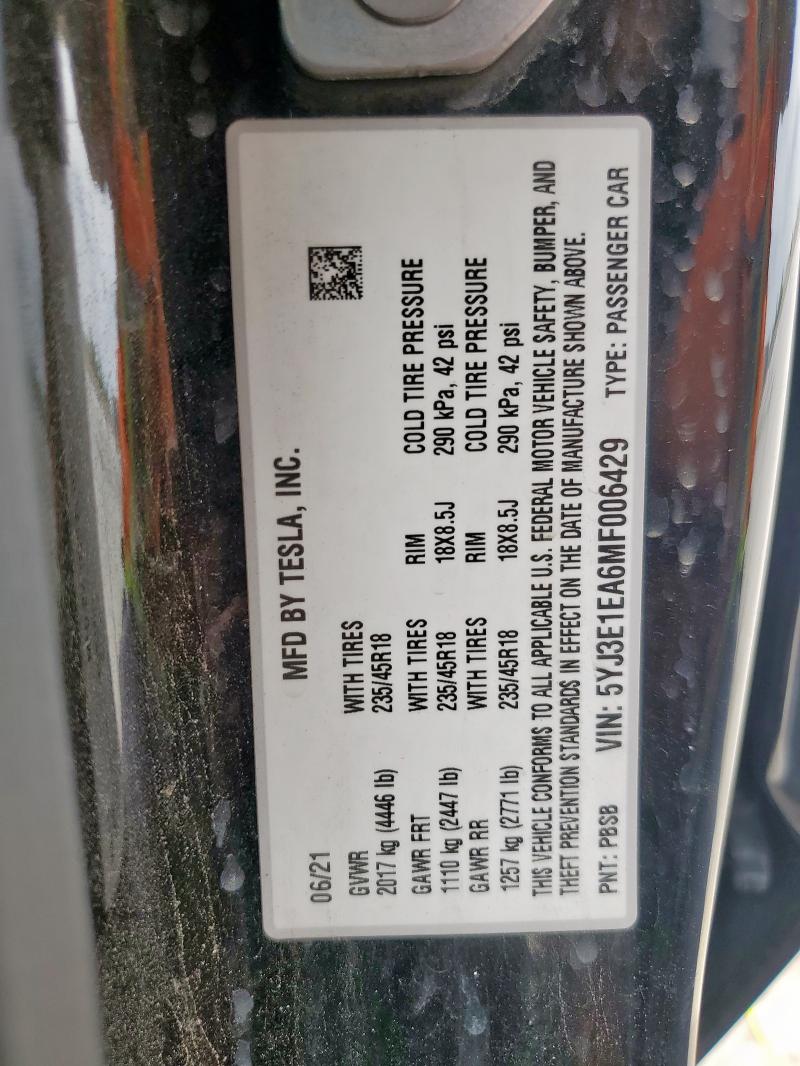 06/21 MFD BY TESLA, INC.
GVWR WITH TIRES
2017 kg (4446 lb) 235/45R18
GAWR FRT WITH TIRES RIM COLD TIRE PRESSURE
1110 kg (2447 lb) 235/45R18 18X8.5J 290 kPa, 42 psi
GAWR RR WITH TIRES RIM COLD TIRE PRESSURE
1257 kg (2771 lb) 235/45R18 18X8.5J 290 kPa, 42 psi
THIS VEHICLE CONFORMS TO ALL APPLICABLE U.S. FEDERAL MOTOR VEHICLE SAFETY, BUMPER, AND
THEFT PREVENTION STANDARDS IN EFFECT ON THE DATE OF MANUFACTURE SHOWN ABOVE.
PNT: PBSB VIN: 5YJ3E1EA6MF006429 TYPE: PASSENGER CAR